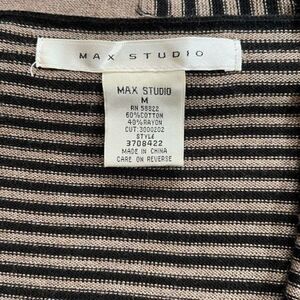 MAX STUDIO
MAX STUDIO
M
RN 58822
60%COTTON
40%RAYON
CUT:3000202
STYLE
3708422
MADE IN CHINA
CARE ON REVERSE